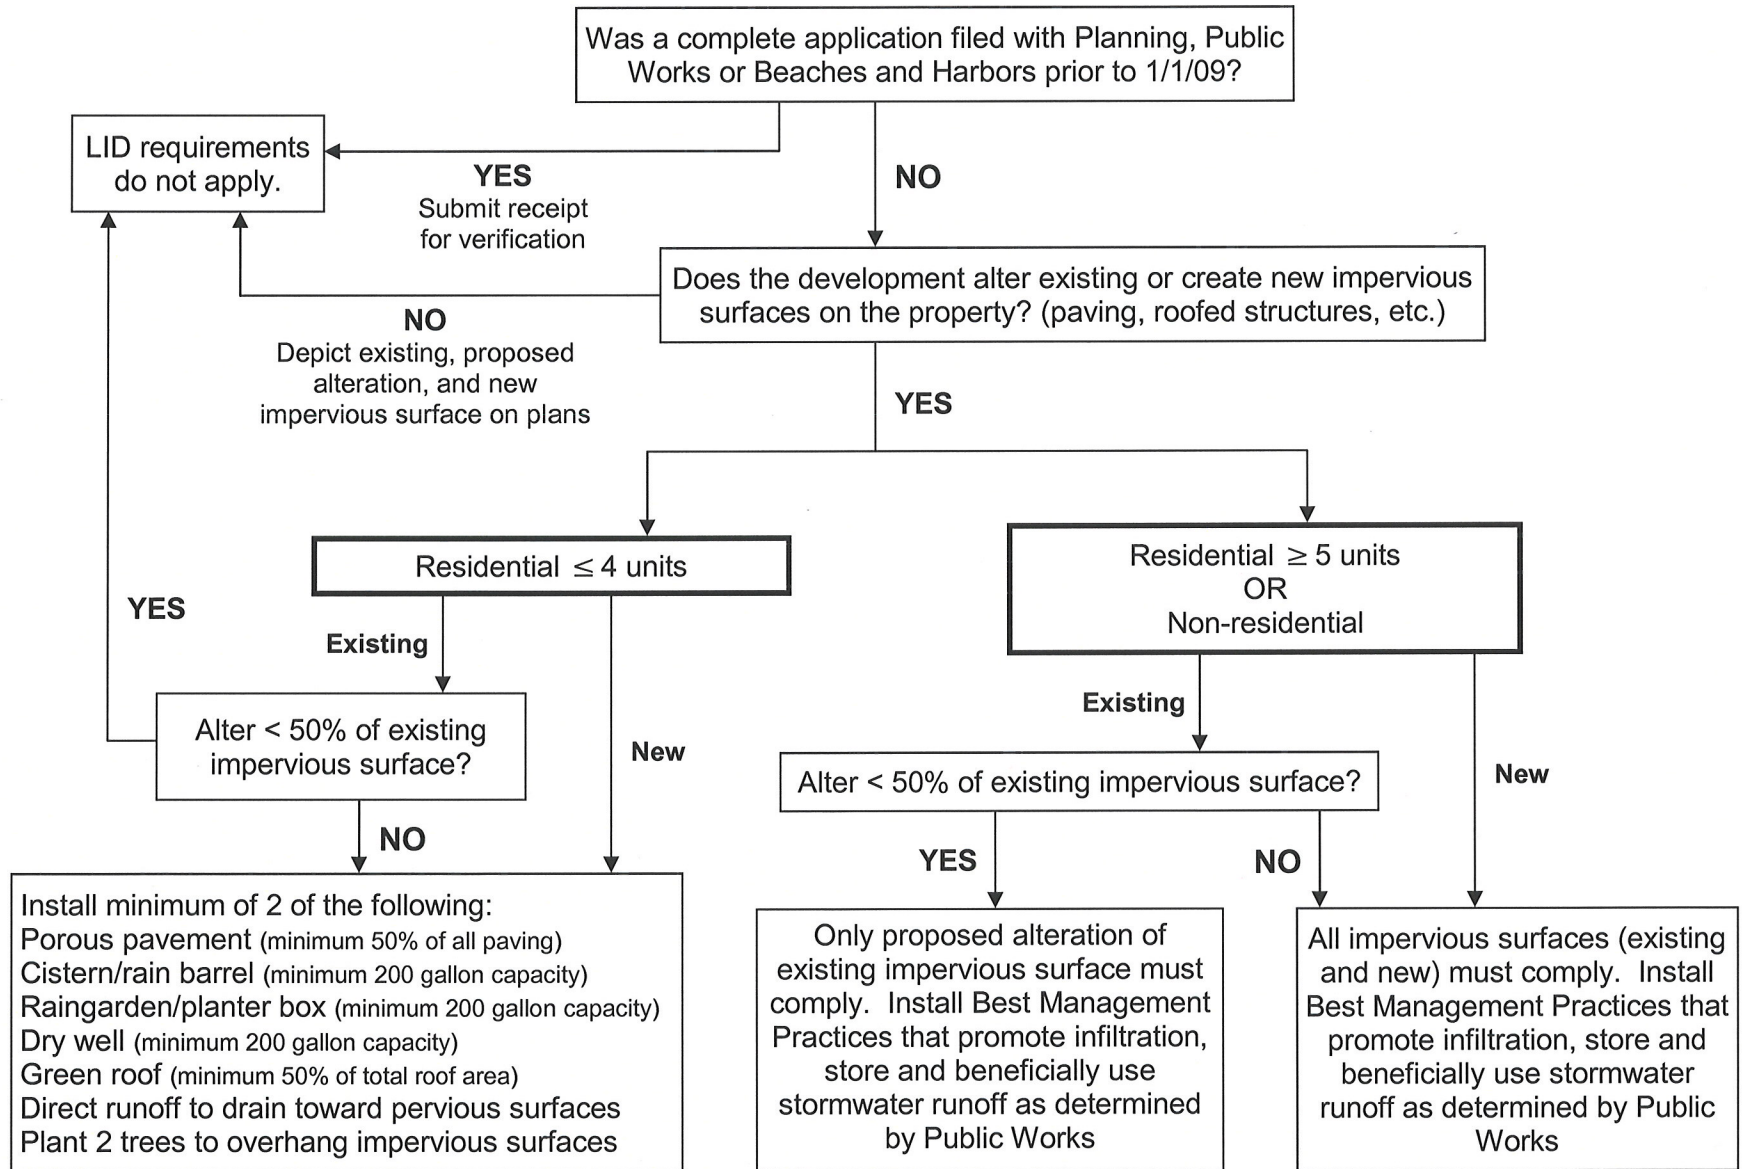 Was a complete application filed with Planning, Public
Works or Beaches and Harbors prior to 1/1/09?
LID requirements
do not apply.
YES
Submit receipt
for verification
NO
Does the development alter existing or create new impervious
surfaces on the property? (paving, roofed structures, etc.)
NO
Depict existing, proposed
alteration, and new
impervious surface on plans
YES
Residential ≤ 4 units
Residential ≥ 5 units
OR
Non-residential
YES
Existing
New
Alter < 50% of existing
impervious surface?
NO
Existing
New
Alter < 50% of existing impervious surface?
YES
NO
Install minimum of 2 of the following:
Porous pavement (minimum 50% of all paving)
Cistern/rain barrel (minimum 200 gallon capacity)
Raingarden/planter box (minimum 200 gallon capacity)
Dry well (minimum 200 gallon capacity)
Green roof (minimum 50% of total roof area)
Direct runoff to drain toward pervious surfaces
Plant 2 trees to overhang impervious surfaces
Only proposed alteration of
existing impervious surface must
comply. Install Best Management
Practices that promote infiltration,
store and beneficially use
stormwater runoff as determined
by Public Works
All impervious surfaces (existing
and new) must comply. Install
Best Management Practices that
promote infiltration, store and
beneficially use stormwater
runoff as determined by Public
Works